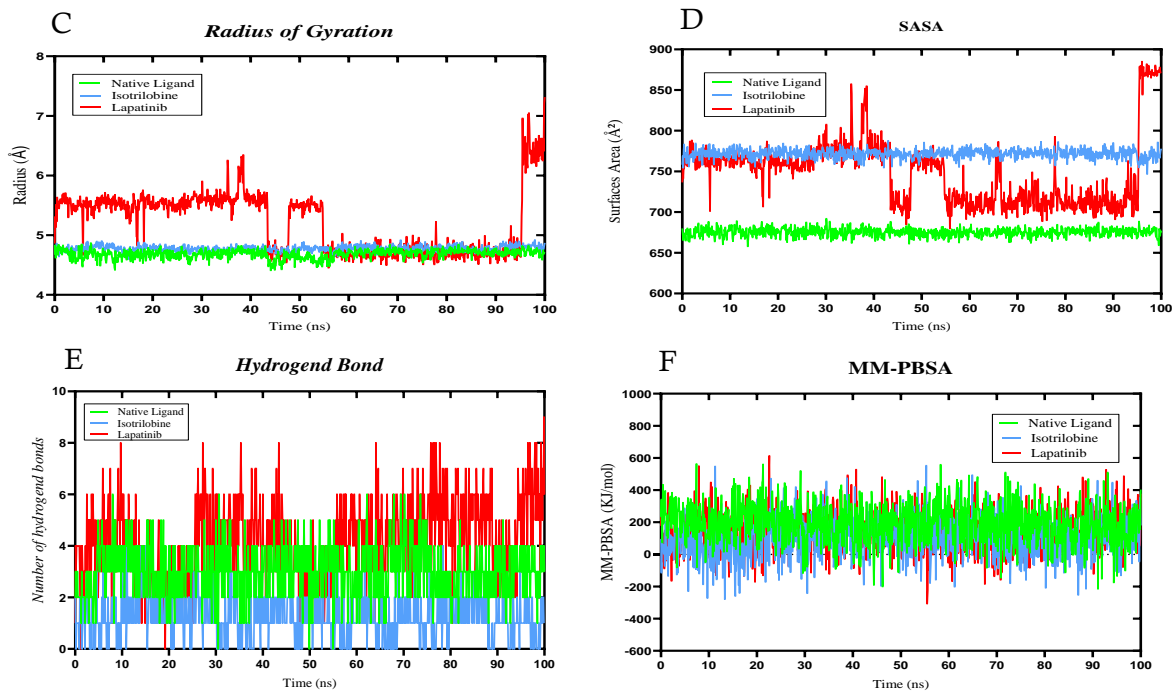 C
Radius of Gyration
Native Ligand
Isotrilobine
Lapatinib
Radius (Å)
8
7
6
5
4
0 10 20 30 40 50 60 70 80 90 100
Time (ns)
D
SASA
Native Ligand
Isotrilobine
Lapatinib
Surfaces Area (Å²)
900
850
800
750
700
650
600
0 10 20 30 40 50 60 70 80 90 100
Time (ns)
E
Hydrogend Bond
Native Ligand
Isotrilobine
Lapatinib
Number of hydrogend bonds
10
8
6
4
2
0
0 10 20 30 40 50 60 70 80 90 100
Time (ns)
F
MM-PBSA
Native Ligand
Isotrilobine
Lapatinib
MM-PBSA (KJ/mol)
1000
800
600
400
200
0
-200
-400
-600
0 10 20 30 40 50 60 70 80 90 100
Time (ns)